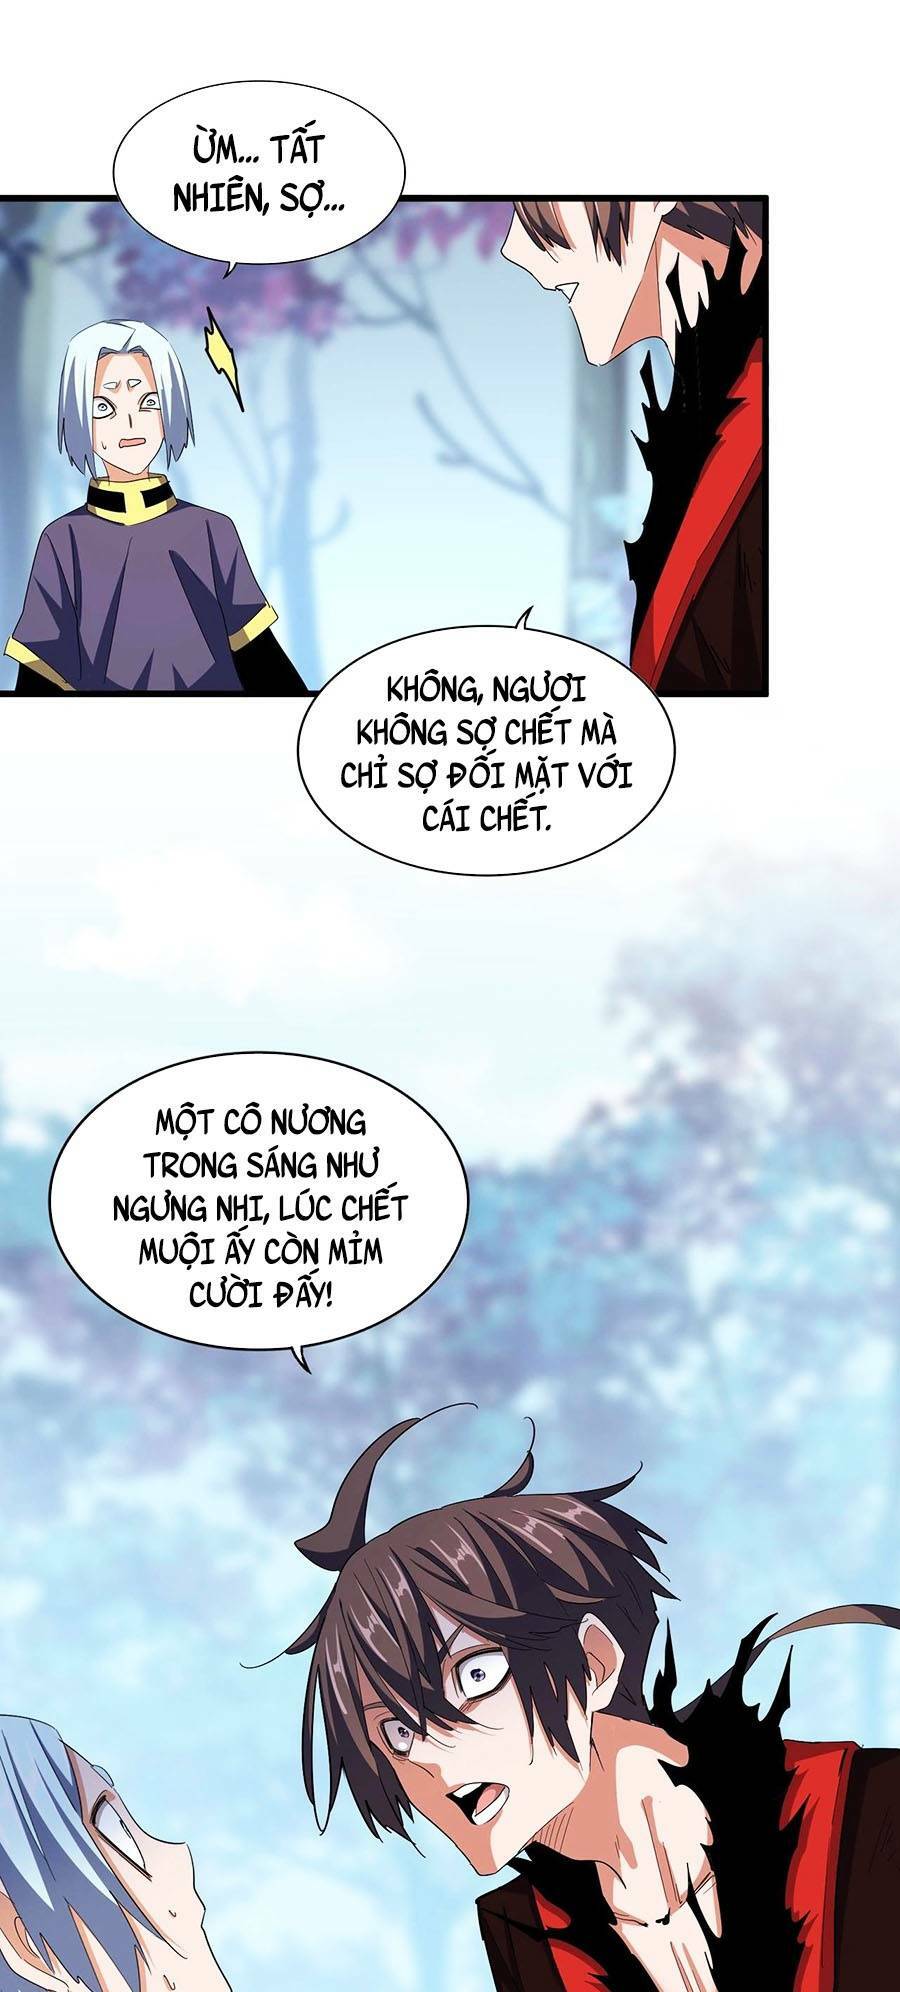 ỪM... TẤT
NHIÊN, SỢ...
KHÔNG, NGƯƠI
KHÔNG SỢ CHẾT MÀ
CHỈ SỢ ĐỐI MẶT VỚI
CÁI CHẾT.
MỘT CÔ NƯƠNG
TRONG SÁNG NHƯ
NGƯNG NHI, LÚC CHẾT
MUỘI ẤY CÒN MỈM
CƯỜI ĐẤY!